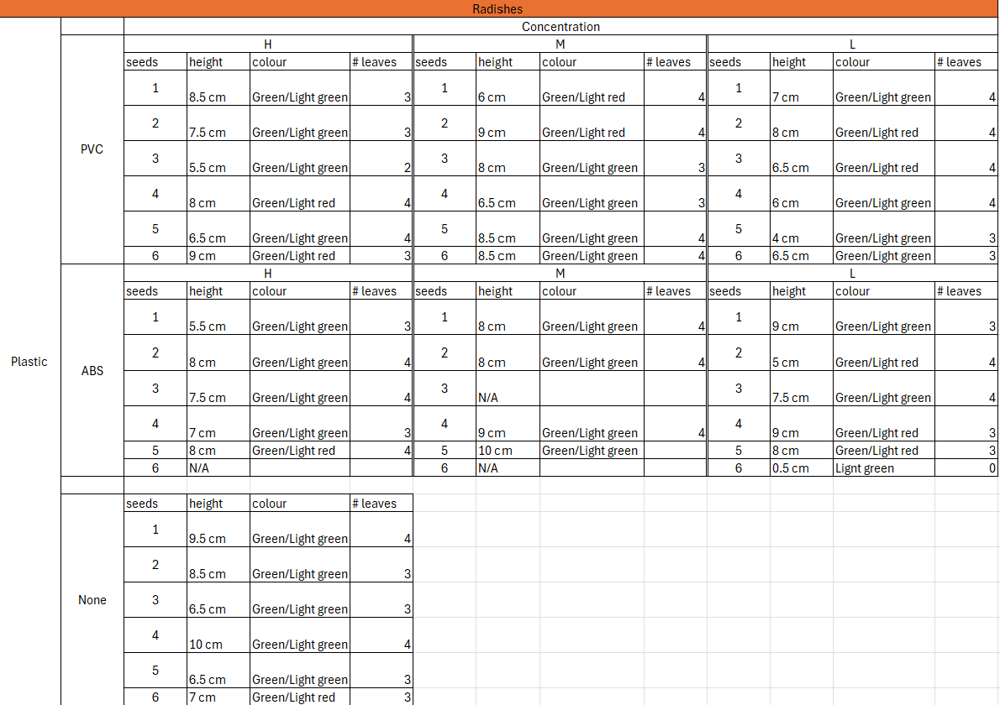 Radishes
Concentration
H M L
seeds height colour # leaves seeds height colour # leaves seeds height colour # leaves
1 8.5 cm Green/Light green 3 1 6 cm Green/Light red 4 1 7 cm Green/Light green 4
2 7.5 cm Green/Light green 3 2 9 cm Green/Light red 4 2 8 cm Green/Light red 4
PVC
3 5.5 cm Green/Light green 2 3 8 cm Green/Light green 3 3 6.5 cm Green/Light red 4
4 8 cm Green/Light red 4 4 6.5 cm Green/Light green 3 4 6 cm Green/Light green 4
5 6.5 cm Green/Light green 4 5 8.5 cm Green/Light green 4 5 4 cm Green/Light green 3
6 9 cm Green/Light red 3 6 8.5 cm Green/Light green 4 6 6.5 cm Green/Light green 3
H M L
seeds height colour # leaves seeds height colour # leaves seeds height colour # leaves
1 5.5 cm Green/Light green 3 1 8 cm Green/Light green 4 1 9 cm Green/Light green 3
Plastic
2 8 cm Green/Light green 4 2 8 cm Green/Light green 4 2 5 cm Green/Light red 4
ABS
3 7.5 cm Green/Light green 4 3 N/A 3 7.5 cm Green/Light green 4
4 7 cm Green/Light green 3 4 9 cm Green/Light green 4 4 9 cm Green/Light red 3
5 8 cm Green/Light red 4 5 10 cm Green/Light green 5 8 cm Green/Light red 3
6 N/A 6 N/A 6 0.5 cm Lignt green 0
seeds height colour # leaves
1 9.5 cm Green/Light green 4
2 8.5 cm Green/Light green 3
None
3 6.5 cm Green/Light green 3
4 10 cm Green/Light green 4
5 6.5 cm Green/Light green 3
6 7 cm Green/Light red 3